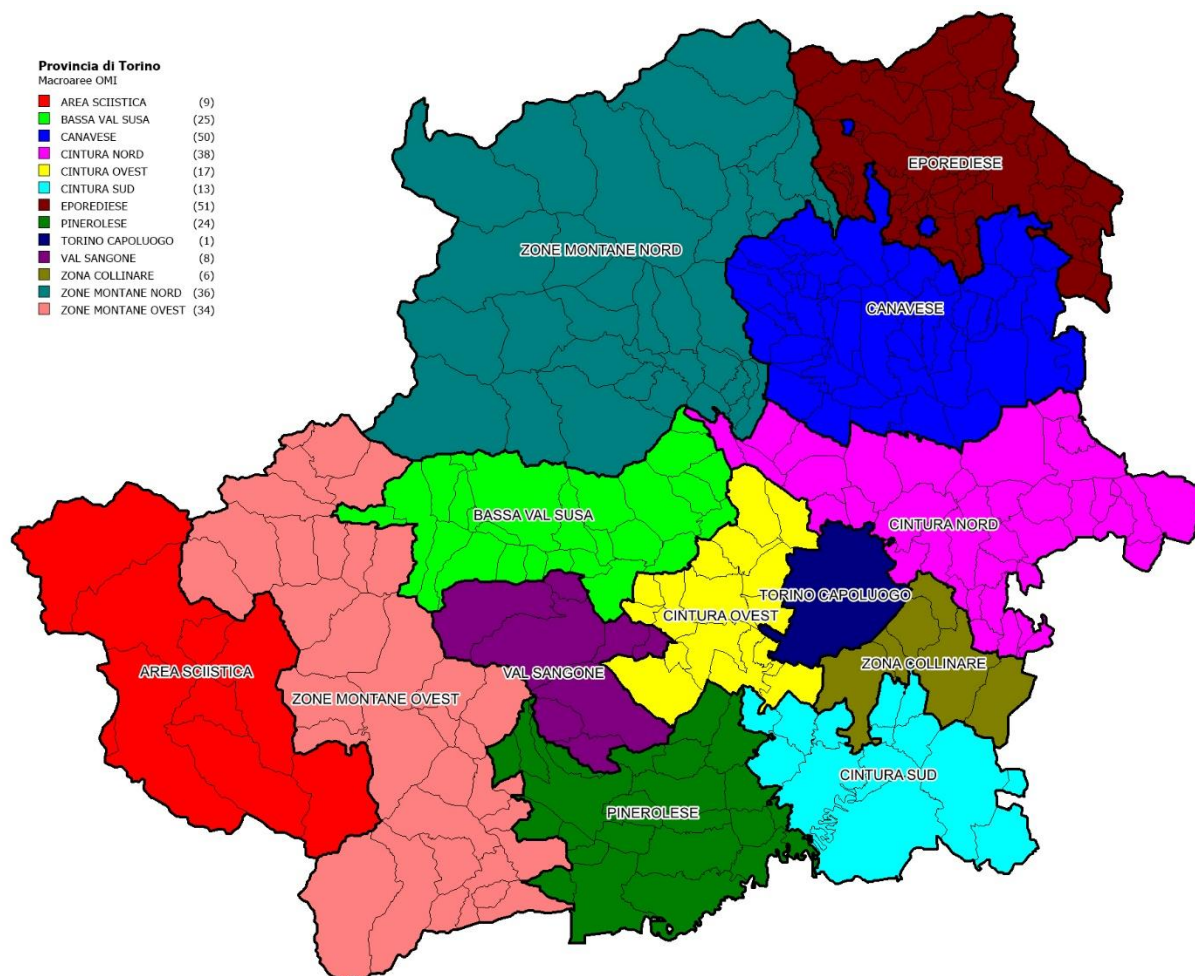 Provincia di Torino
Macroaree OMI
AREA SCIISTICA (9)
BASSA VAL SUSA (25)
CANAVESE (50)
CINTURA NORD (38)
CINTURA OVEST (17)
CINTURA SUD (13)
EPOREDIESE (51)
PINEROLESE (24)
TORINO CAPOLUOGO (1)
VAL SANGONE (8)
ZONA COLLINARE (6)
ZONE MONTANE NORD (36)
ZONE MONTANE OVEST (34)
EPOREDIESE
ZONE MONTANE NORD
CANAVESE
BASSA VAL SUSA
CINTURA NORD
TORINO CAPOLUOGO
CINTURA OVEST
ZONA COLLINARE
AREA SCIISTICA
VAL SANGONE
ZONE MONTANE OVEST
CINTURA SUD
PINEROLESE